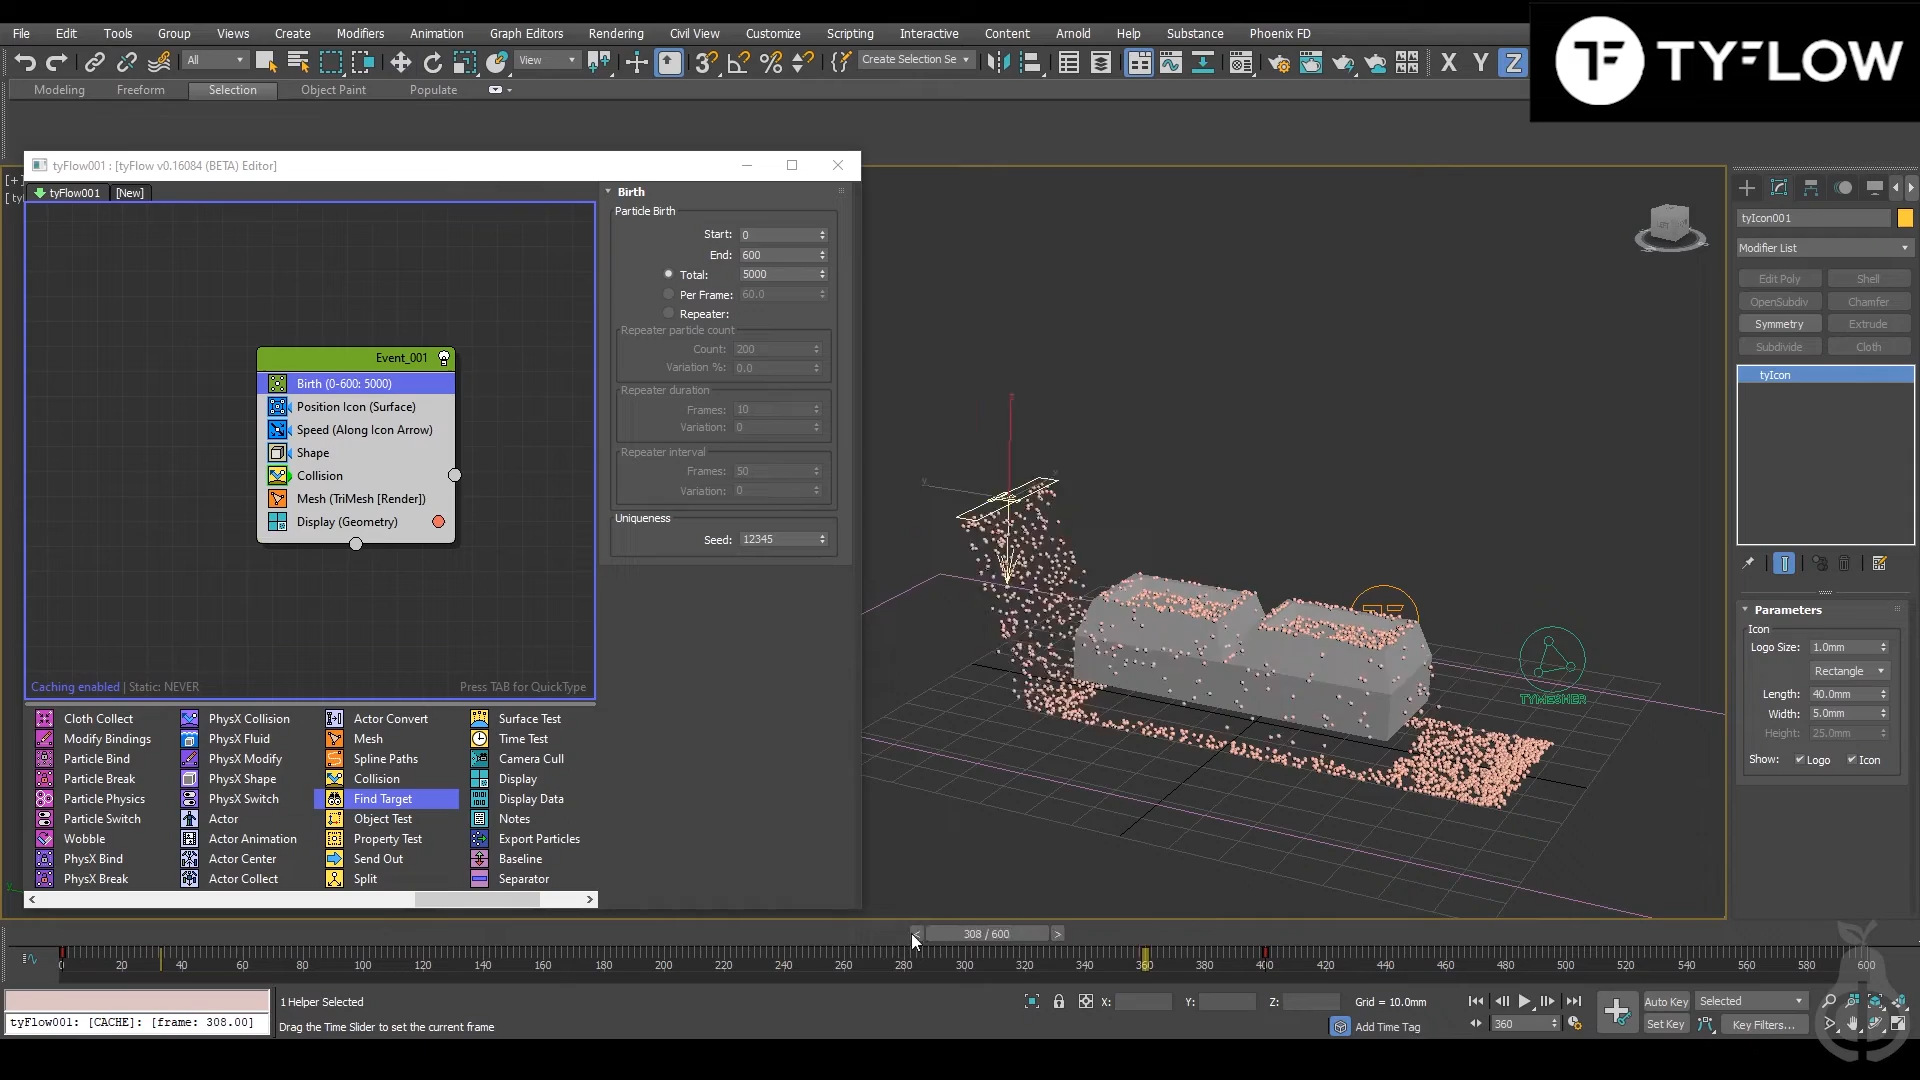 File Edit Tools Group Views Create Modifiers Animation Graph Editors Rendering Civil View Customize Scripting Interactive Content Arnold Help Substance Phoenix FD
TYFLOW
All View Create Selection Se X Y Z
Modeling Freeform Selection Object Paint Populate
tyFlow001 : [tyFlow v0.16084 (BETA) Editor]
[+]
[ty
tyFlow001 [New]
Event_001
Birth (0-600: 5000)
Position Icon (Surface)
Speed (Along Icon Arrow)
Shape
Collision
Mesh (TriMesh [Render])
Display (Geometry)
Caching enabled | Static: NEVER Press TAB for QuickType
Birth
Particle Birth
Start: 0
End: 600
Total: 5000
Per Frame: 60.0
Repeater:
Repeater particle count
Count: 200
Variation %: 0.0
Repeater duration
Frames: 10
Variation: 0
Repeater interval
Frames: 50
Variation: 0
Uniqueness
Seed: 12345
Cloth Collect PhysX Collision Actor Convert Surface Test
Modify Bindings PhysX Fluid Mesh Time Test
Particle Bind PhysX Modify Spline Paths Camera Cull
Particle Break PhysX Shape Collision Display
Particle Physics PhysX Switch Find Target Display Data
Particle Switch Actor Object Test Notes
Wobble Actor Animation Property Test Export Particles
PhysX Bind Actor Center Send Out Baseline
PhysX Break Actor Collect Split Separator
TYMESHER
tyIcon001
Modifier List
Edit Poly Shell
OpenSubdiv Chamfer
Symmetry Extrude
Subdivide Cloth
tyIcon
Parameters
Icon
Logo Size: 1.0mm
Rectangle
Length: 40.0mm
Width: 5.0mm
Height: 25.0mm
Show: Logo Icon
< 308 / 600 >
0 20 40 60 80 100 120 140 160 180 200 220 240 260 280 300 320 340 360 380 400 420 440 460 480 500 520 540 560 580 600
tyFlow001: [CACHE]: [frame: 308.00]
1 Helper Selected
Drag the Time Slider to set the current frame
X: Y: Z: Grid = 10.0mm
Add Time Tag
360
Auto Key Selected
Set Key Key Filters...